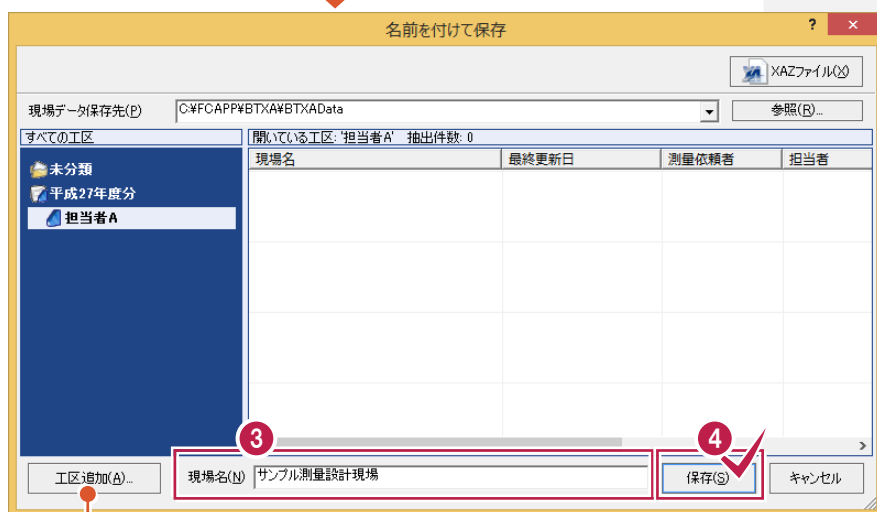 名前を付けて保存
? ×
XAZファイル(X)
現場データ保存先(P) C:¥FCAPP¥BTXA¥BTXAData 参照(R)...
すべての工区 開いている工区: '担当者A' 抽出件数: 0
現場名 最終更新日 測量依頼者 担当者
未分類
平成27年度分
担当者A
3 4
工区追加(A)... 現場名(N) サンプル測量設計現場 保存(S) キャンセル